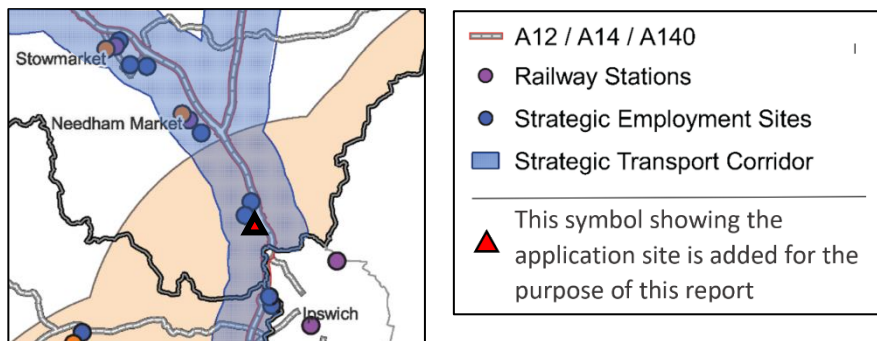 Stowmarket
Needham Market
Ipswich
A12 / A14 / A140
Railway Stations
Strategic Employment Sites
Strategic Transport Corridor
This symbol showing the
application site is added for the
purpose of this report